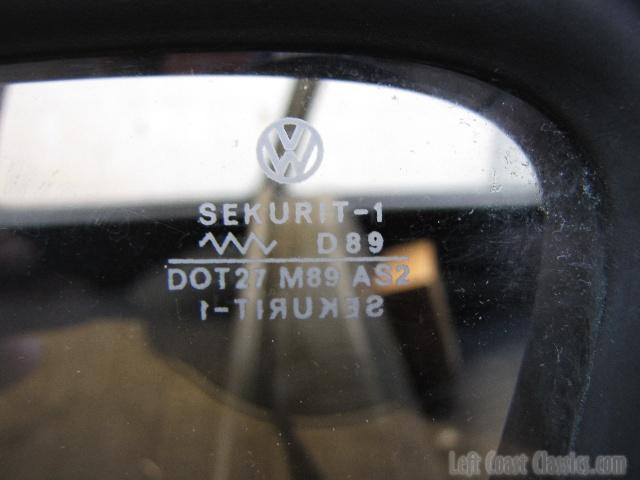 SEKURIT-1
D89
DOT27 M89 AS2
SEKURIT-1
Left Coast Classics.com